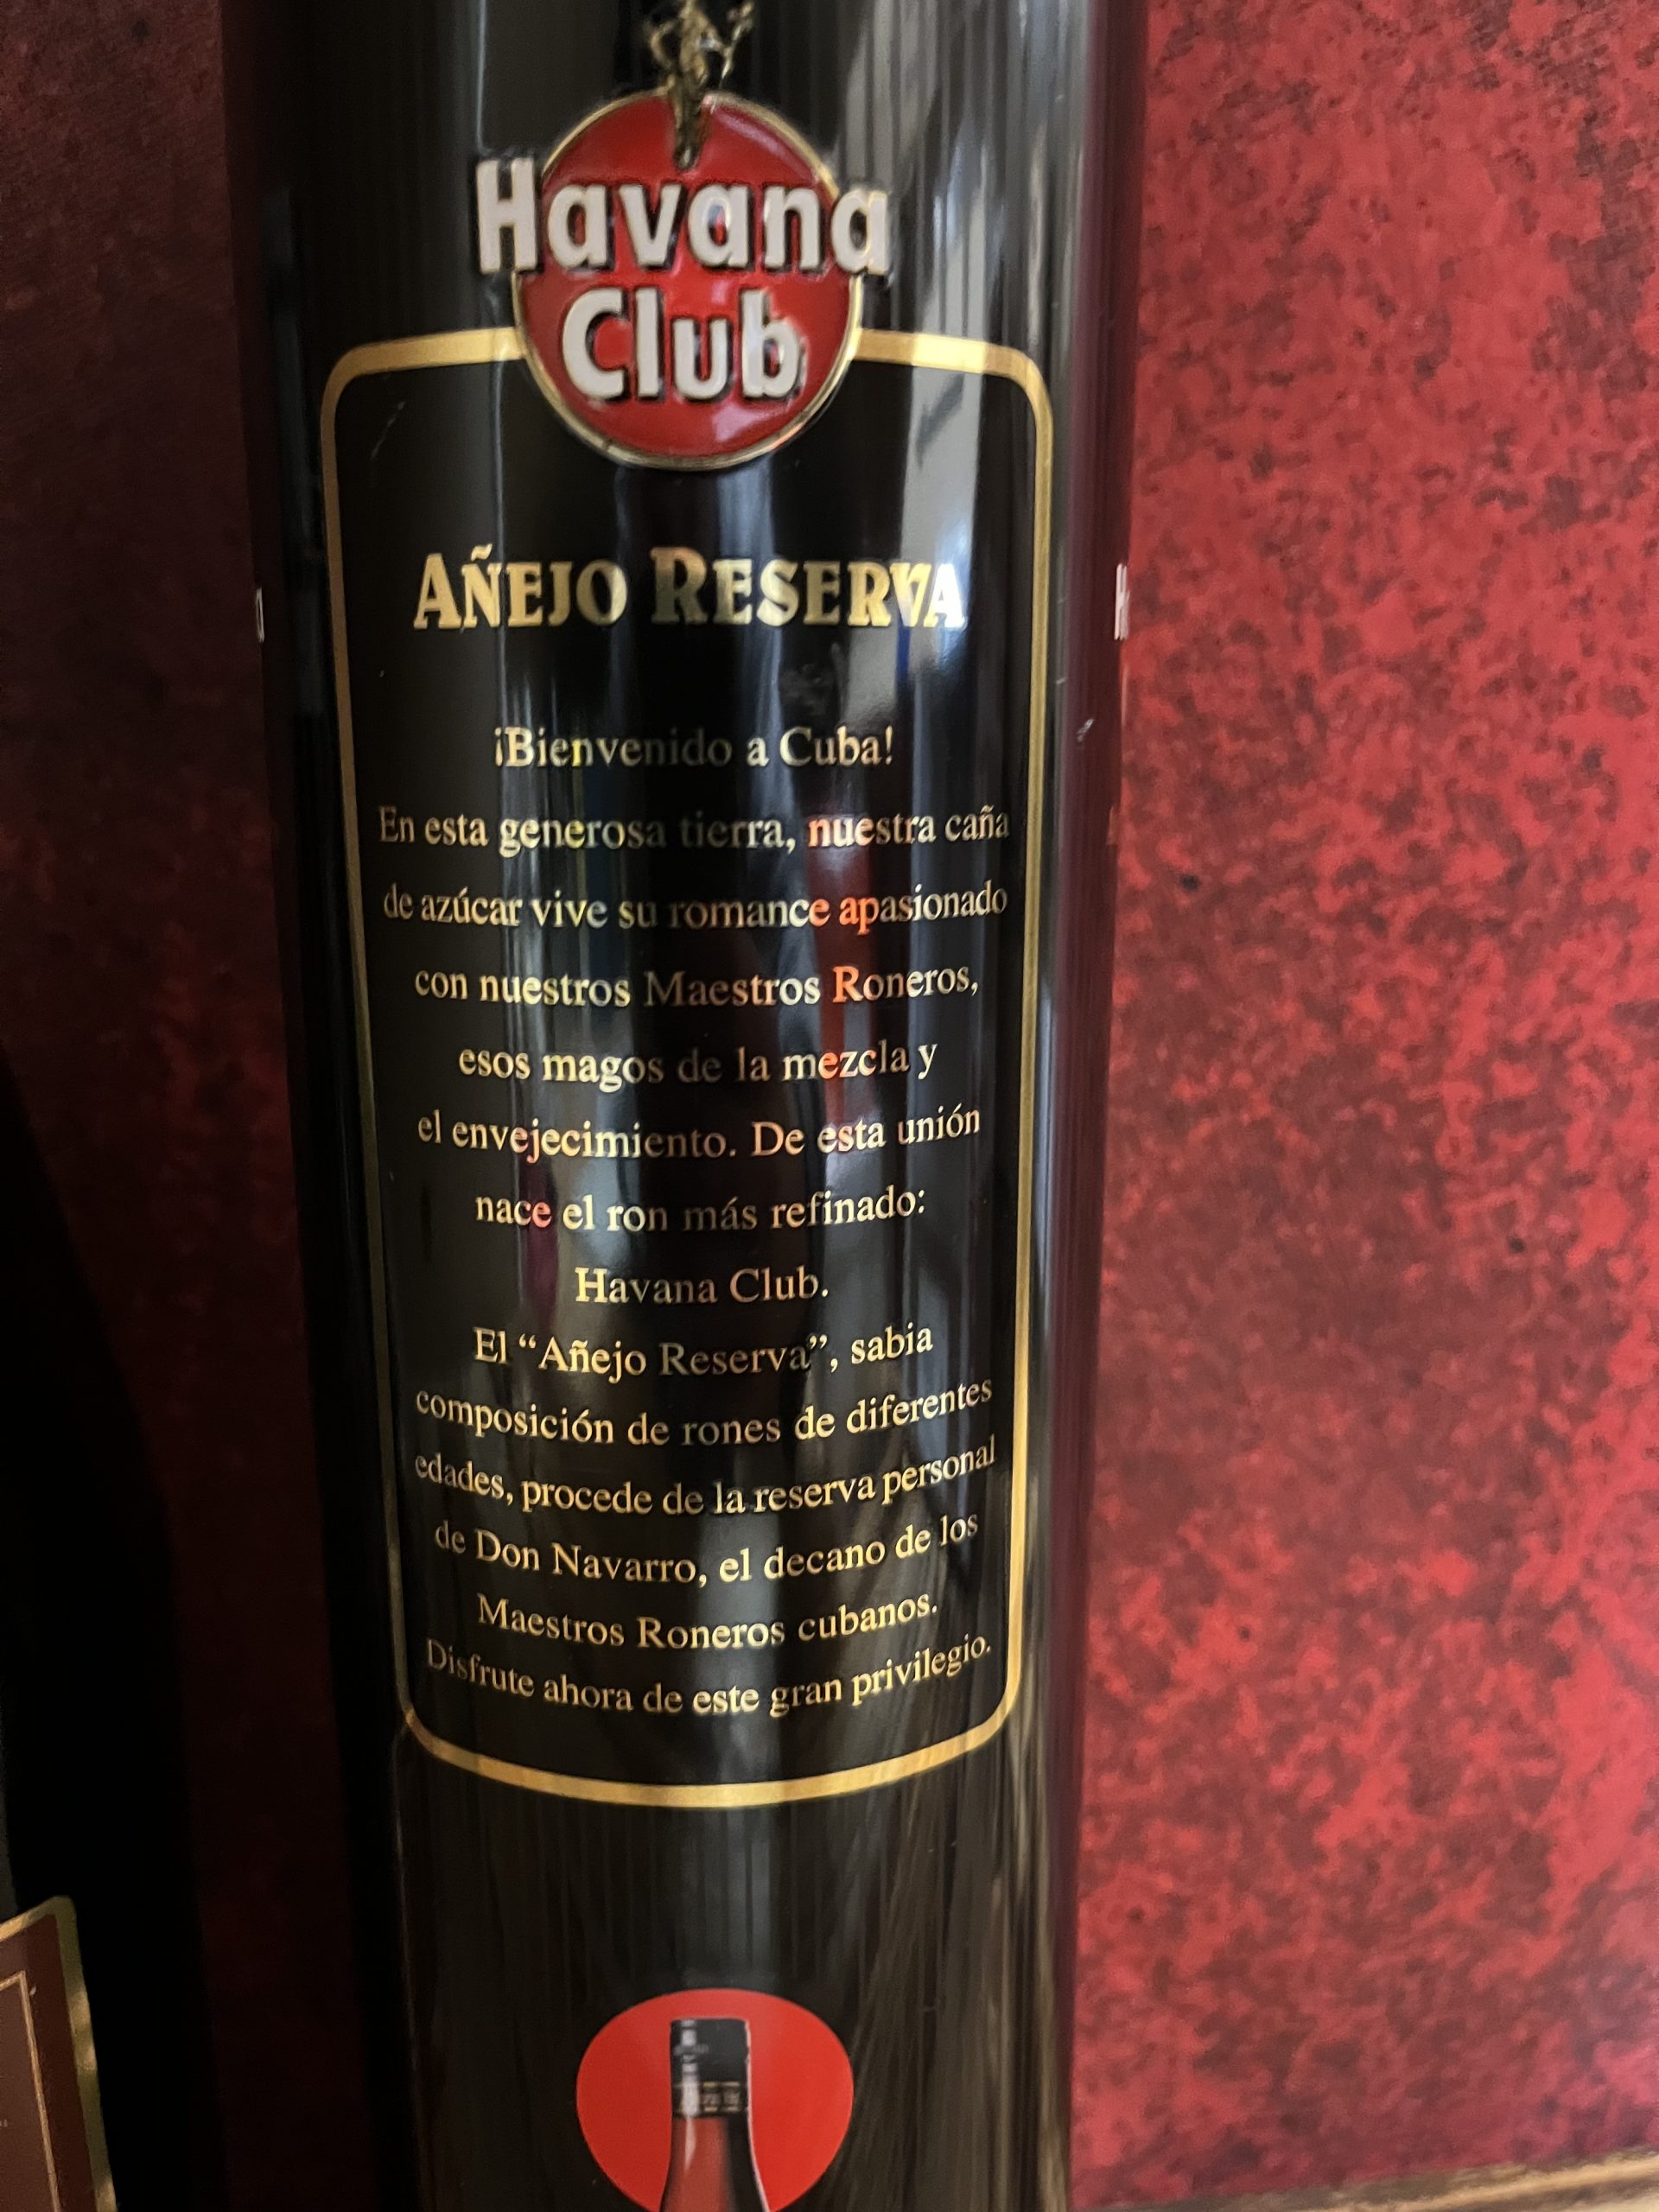 Havana
Club
AÑEJO RESERVA
¡Bienvenido a Cuba!
En esta generosa tierra, nuestra caña
de azúcar vive su romance apasionado
con nuestros Maestros Roneros,
esos magos de la mezcla y
el envejecimiento. De esta unión
nace el ron más refinado:
Havana Club.
El “Añejo Reserva”, sabia
composición de rones de diferentes
edades, procede de la reserva personal
de Don Navarro, el decano de los
Maestros Roneros cubanos.
Disfrute ahora de este gran privilegio.